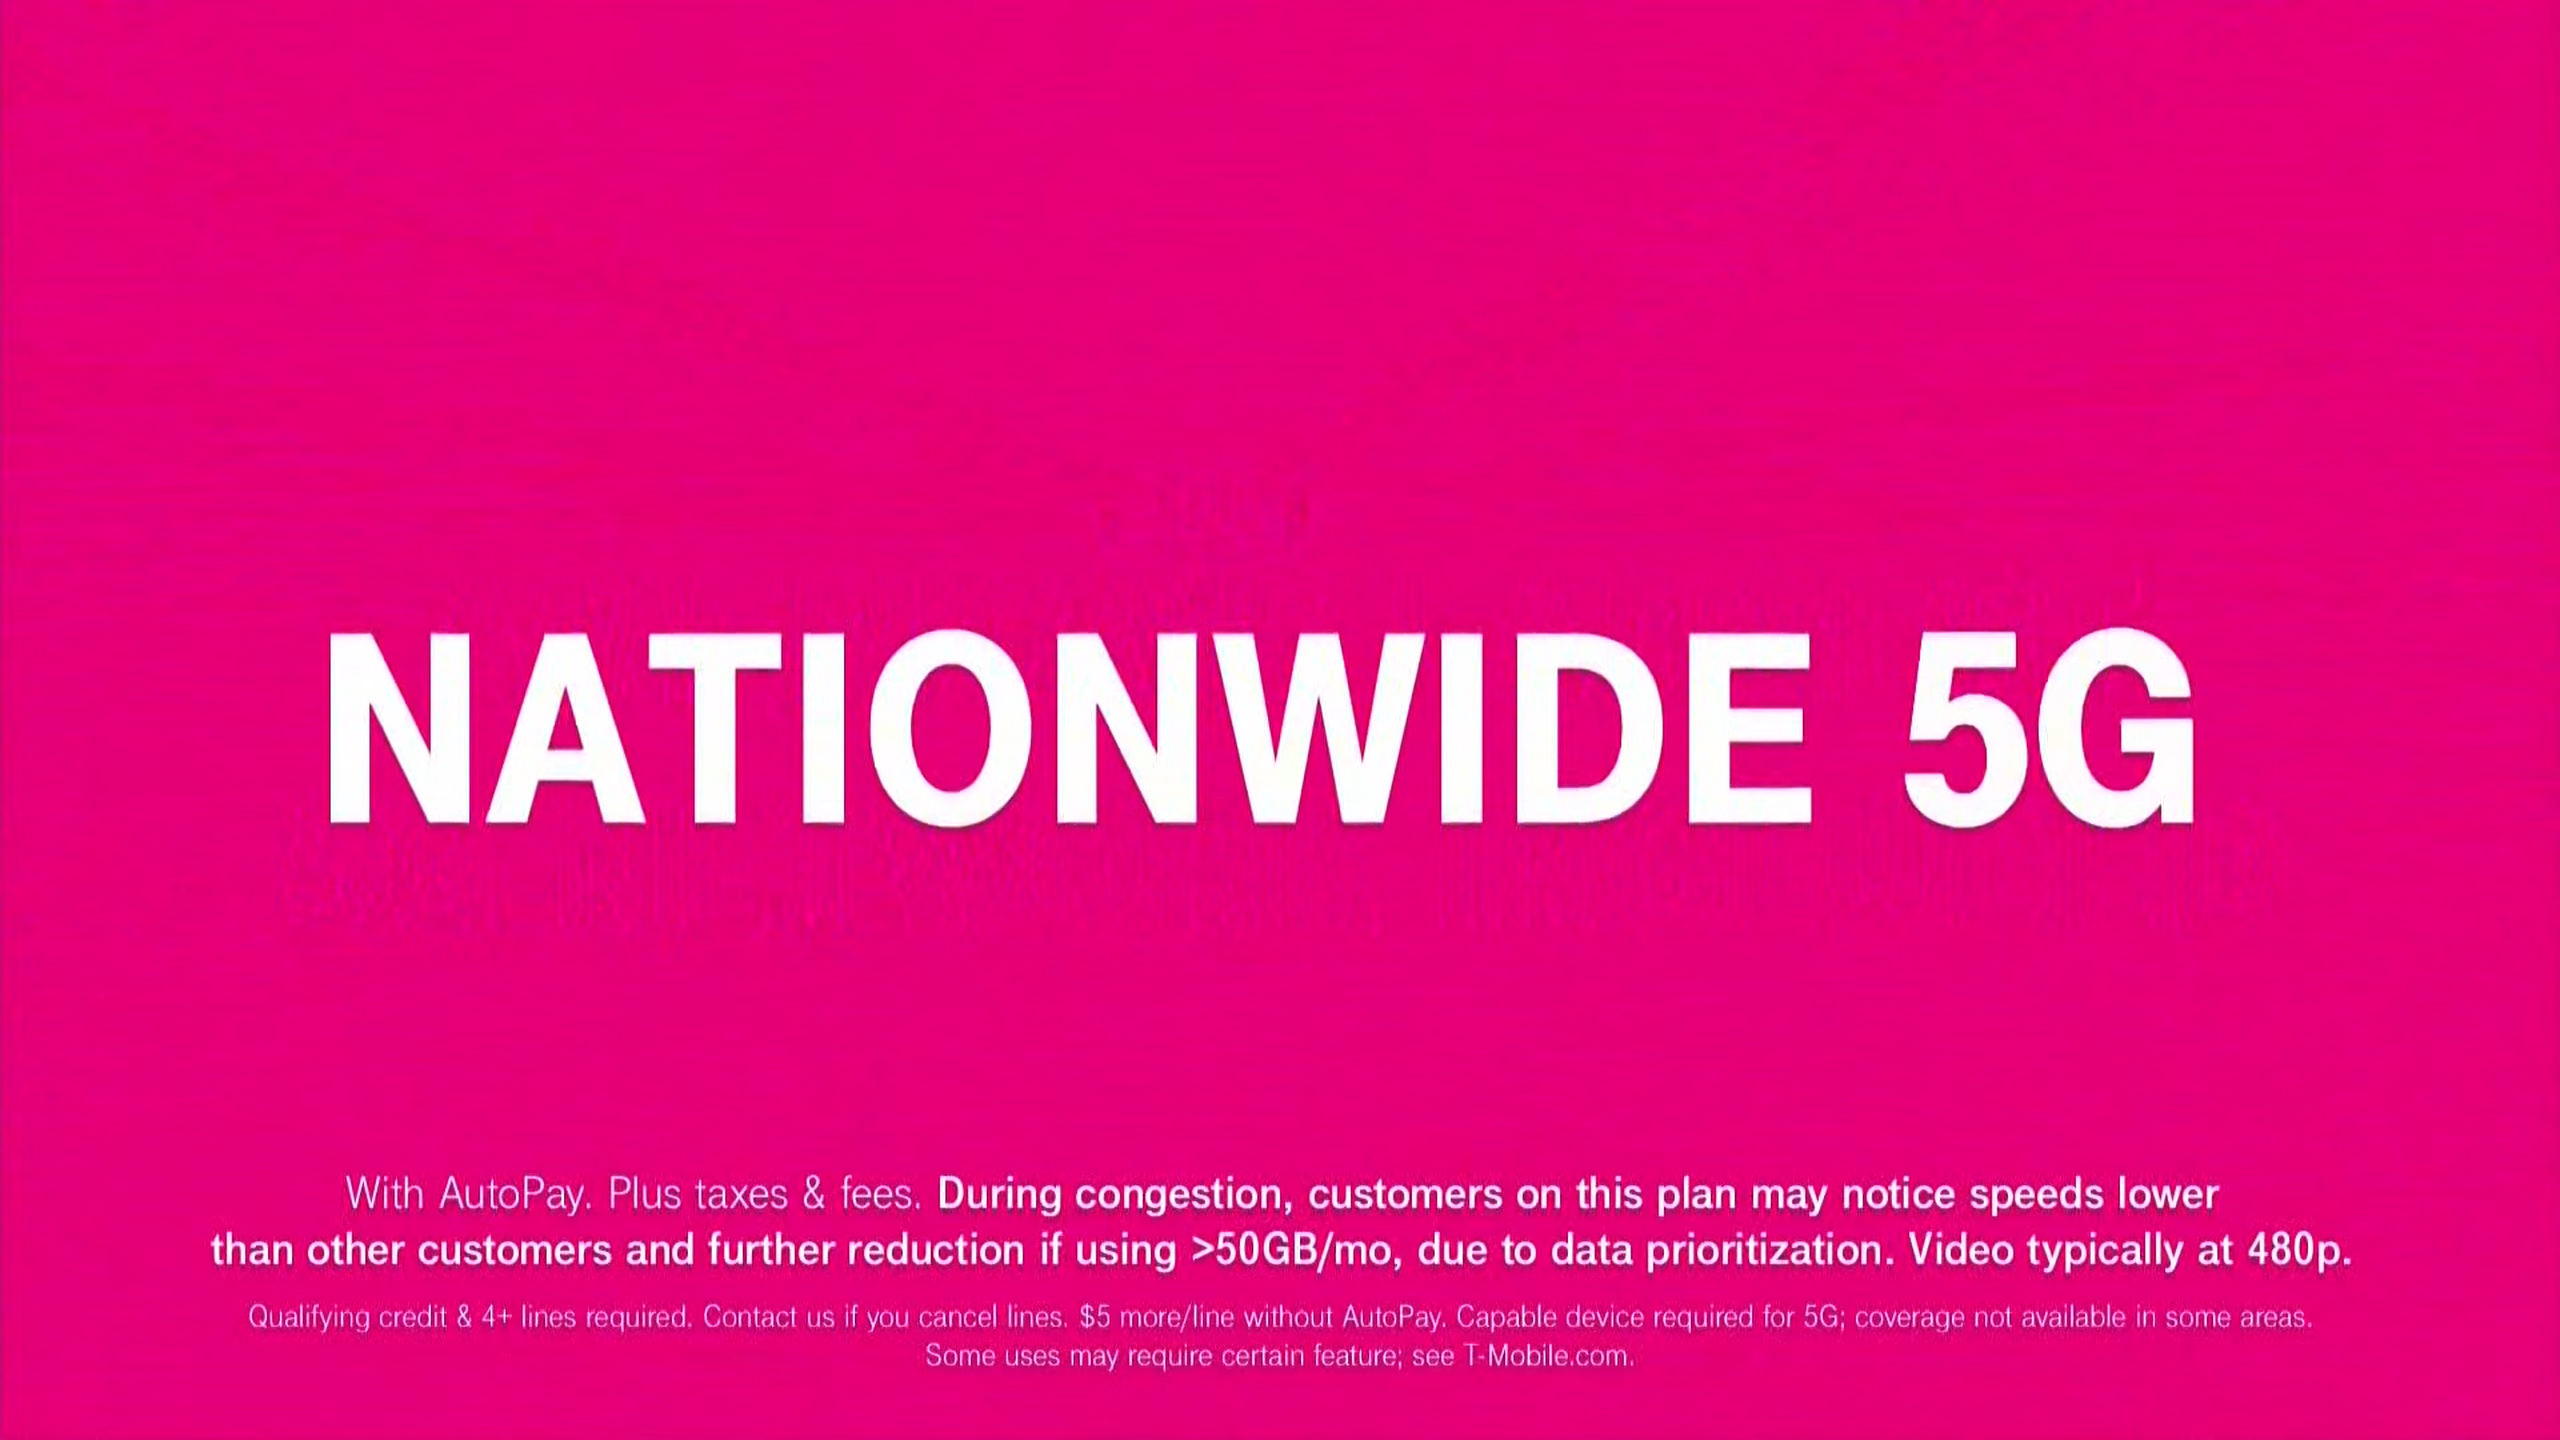 NATIONWIDE 5G
With AutoPay. Plus taxes & fees. During congestion, customers on this plan may notice speeds lower
than other customers and further reduction if using >50GB/mo, due to data prioritization. Video typically at 480p.
Qualifying credit & 4+ lines required. Contact us if you cancel lines. $5 more/line without AutoPay. Capable device required for 5G; coverage not available in some areas.
Some uses may require certain feature; see T-Mobile.com.